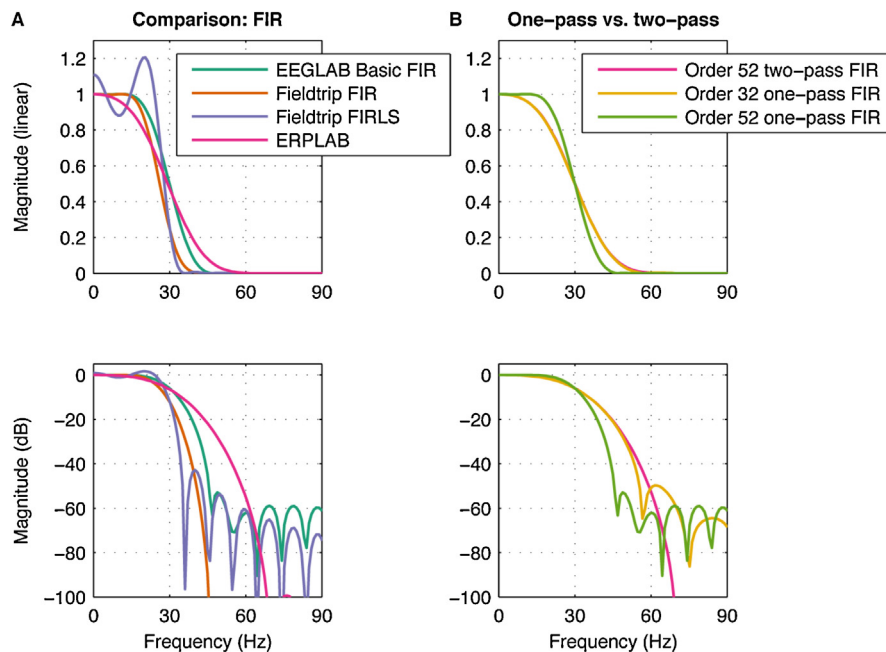 A
Comparison: FIR
B
One-pass vs. two-pass
1.2
1
0.8
0.6
0.4
0.2
0
Magnitude (linear)
EEGLAB Basic FIR
Fieldtrip FIR
Fieldtrip FIRLS
ERPLAB
0
30
60
90
1.2
1
0.8
0.6
0.4
0.2
0
Order 52 two-pass FIR
Order 32 one-pass FIR
Order 52 one-pass FIR
0
30
60
90
0
-20
-40
-60
-80
-100
Magnitude (dB)
0
30
60
90
Frequency (Hz)
0
-20
-40
-60
-80
-100
0
30
60
90
Frequency (Hz)